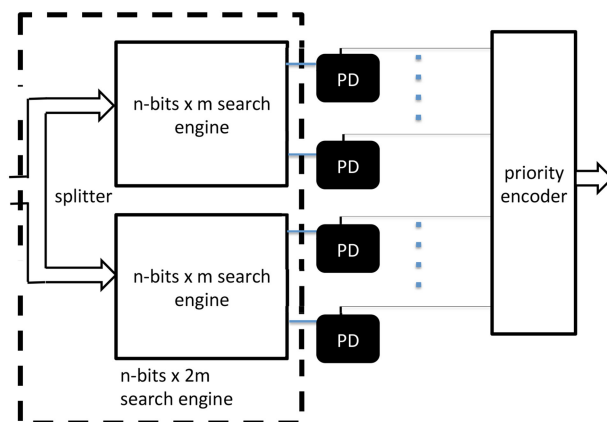 n-bits x m search
engine
PD
PD
splitter
priority
encoder
n-bits x m search
engine
PD
PD
n-bits x 2m
search engine